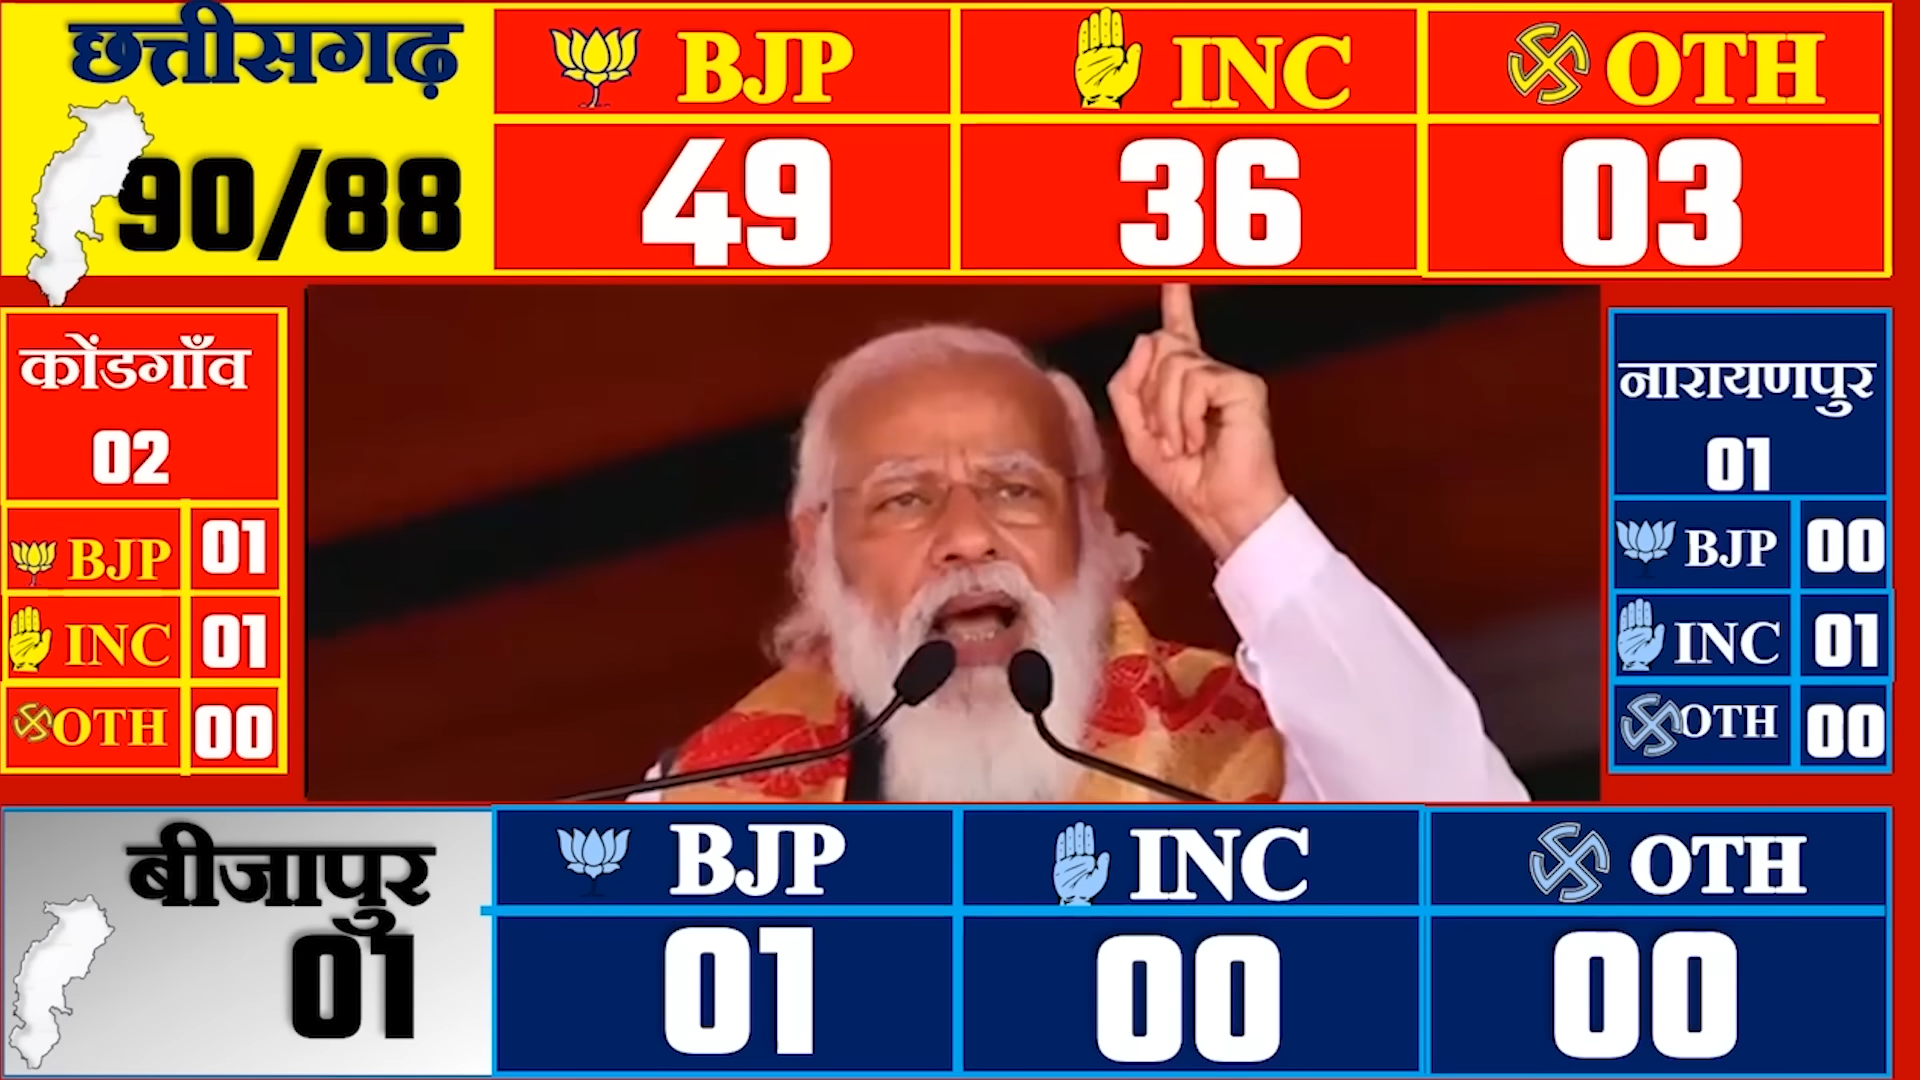 छत्तीसगढ़
90/88
BJP
INC
OTH
49
36
03
कोंडगाँव
02
BJP 01
INC 01
OTH 00
नारायणपुर
01
BJP 00
INC 01
OTH 00
बीजापुर
01
BJP
INC
OTH
01
00
00